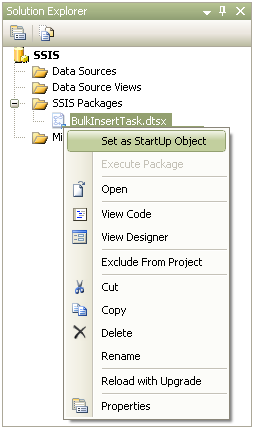 Solution Explorer
SSIS
Data Sources
Data Source Views
SSIS Packages
BulkInsertTask.dtsx
Mi
Set as StartUp Object
Execute Package
Open
View Code
View Designer
Exclude From Project
Cut
Copy
Delete
Rename
Reload with Upgrade
Properties